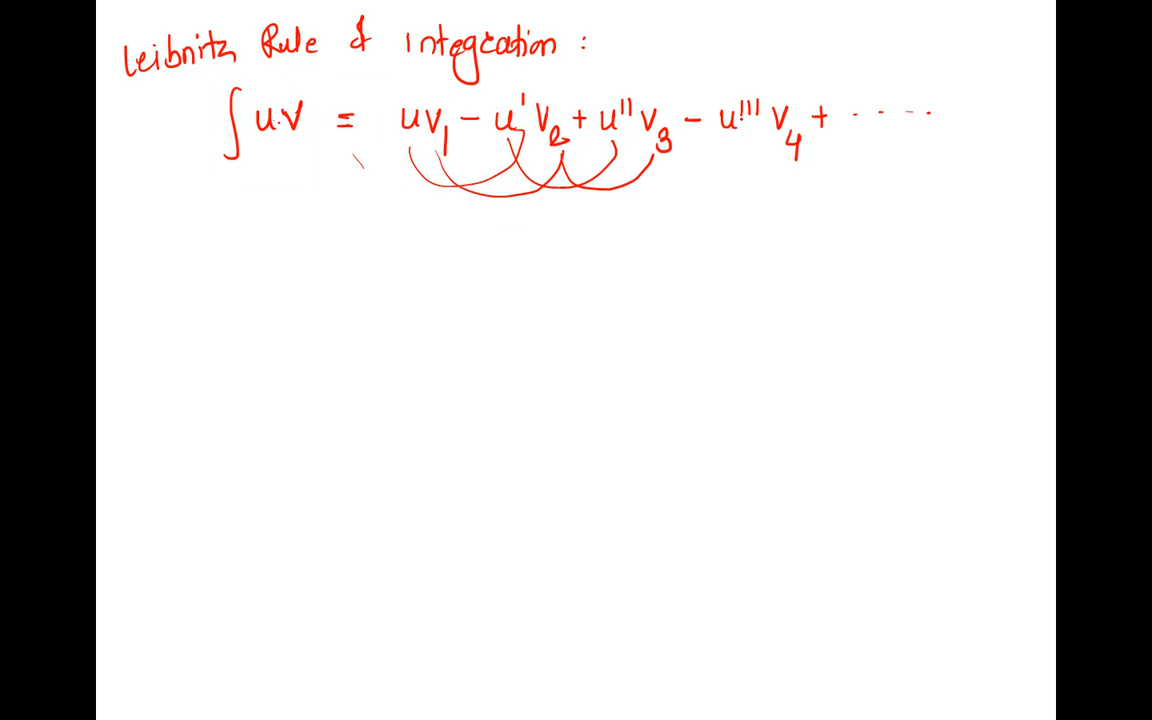 Leibnitz Rule of Integration :
∫ u.v = uv₁ - u'v₂ + u''v₃ - u'''v₄ + ......